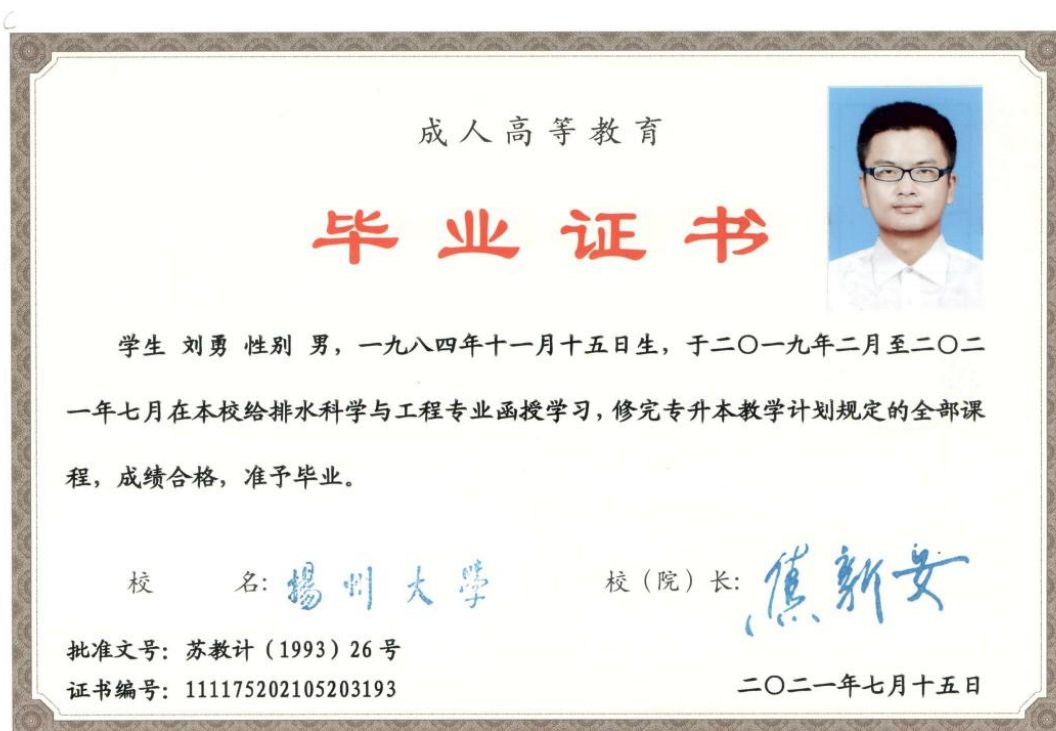 成人高等教育
毕业证书
学生 刘勇 性别 男，一九八四年十一月十五日生，于二〇一九年二月至二〇二
一年七月在本校给排水科学与工程专业函授学习，修完专升本教学计划规定的全部课
程，成绩合格，准予毕业。
校 名：揚州大學 校（院）长：焦新安
批准文号：苏教计（1993）26号
证书编号：111175202105203193 二〇二一年七月十五日